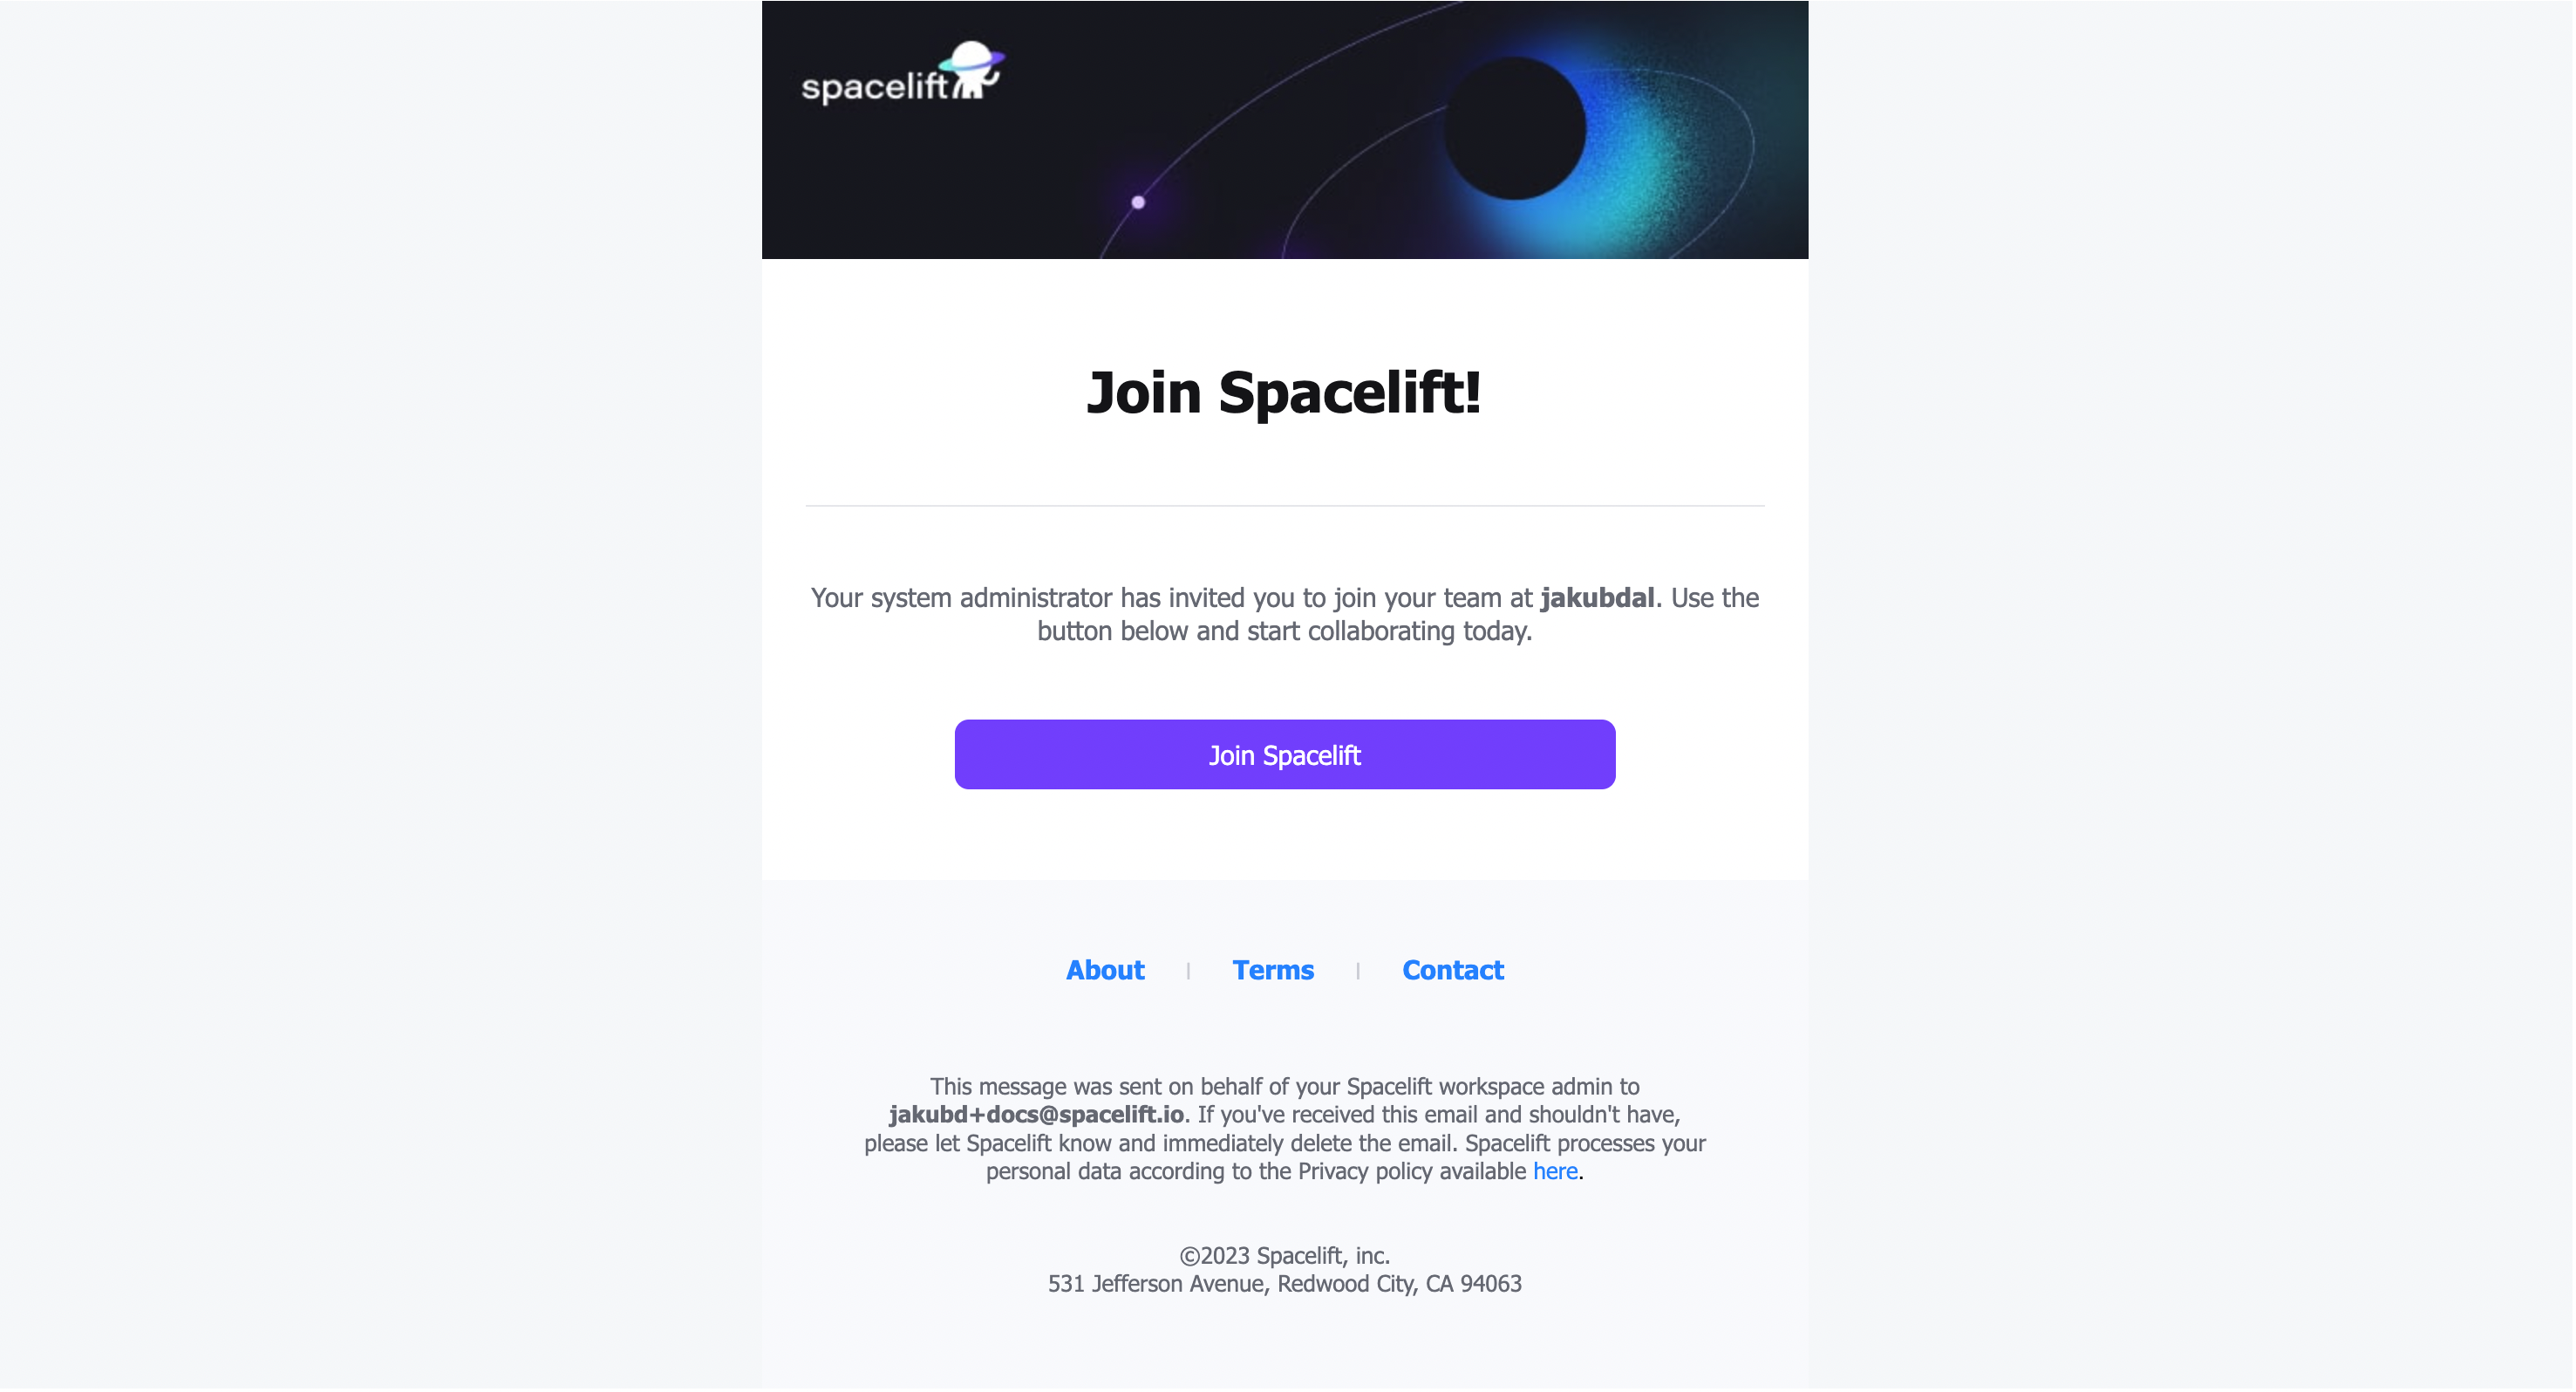 spacelift
Join Spacelift!
Your system administrator has invited you to join your team at jakubdal. Use the
button below and start collaborating today.
Join Spacelift
About | Terms | Contact
This message was sent on behalf of your Spacelift workspace admin to
jakubd+docs@spacelift.io. If you've received this email and shouldn't have,
please let Spacelift know and immediately delete the email. Spacelift processes your
personal data according to the Privacy policy available here.
©2023 Spacelift, inc.
531 Jefferson Avenue, Redwood City, CA 94063